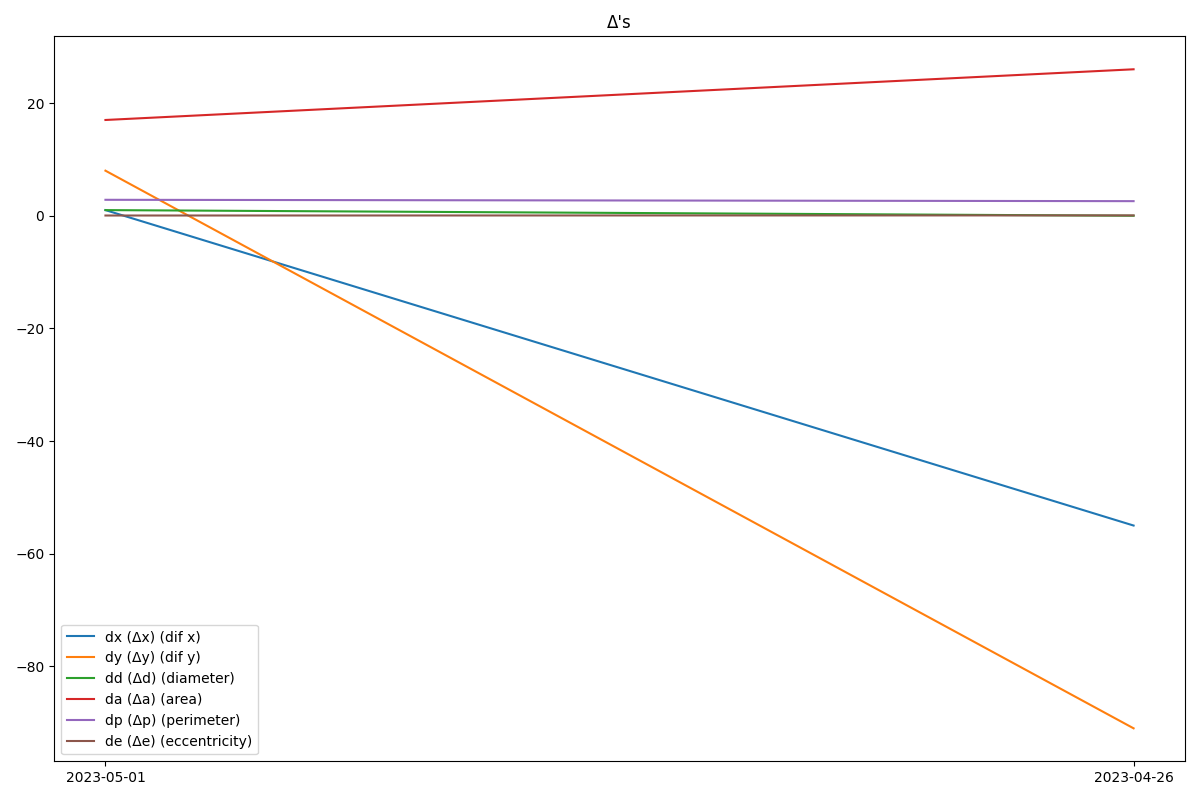 Δ's
20
0
−20
−40
−60
−80
dx (Δx) (dif x)
dy (Δy) (dif y)
dd (Δd) (diameter)
da (Δa) (area)
dp (Δp) (perimeter)
de (Δe) (eccentricity)
2023-05-01
2023-04-26